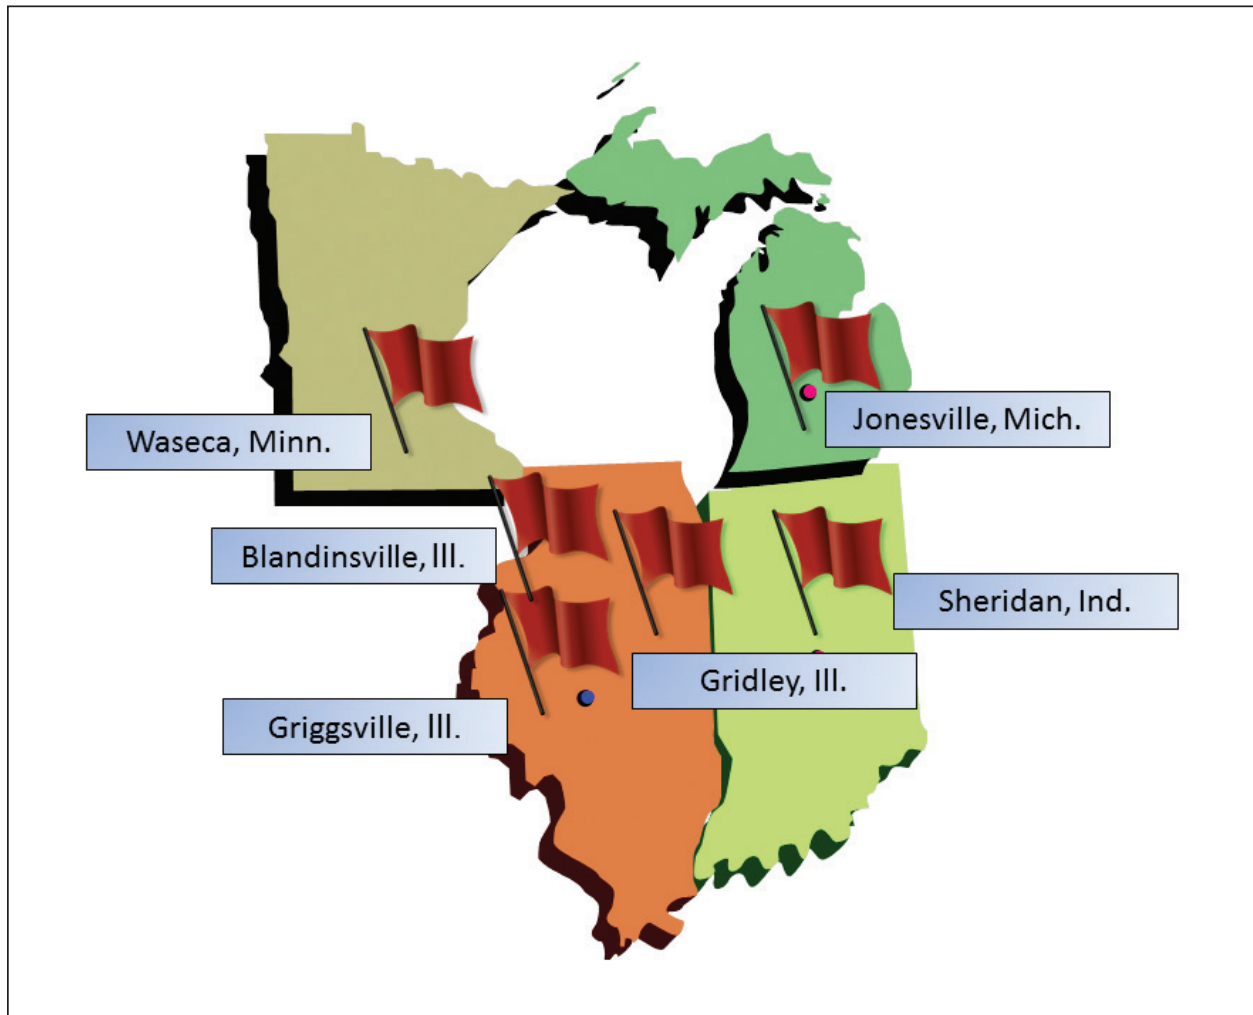 Jonesville, Mich.
Waseca, Minn.
Blandinsville, Ill.
Sheridan, Ind.
Gridley, Ill.
Griggsville, Ill.